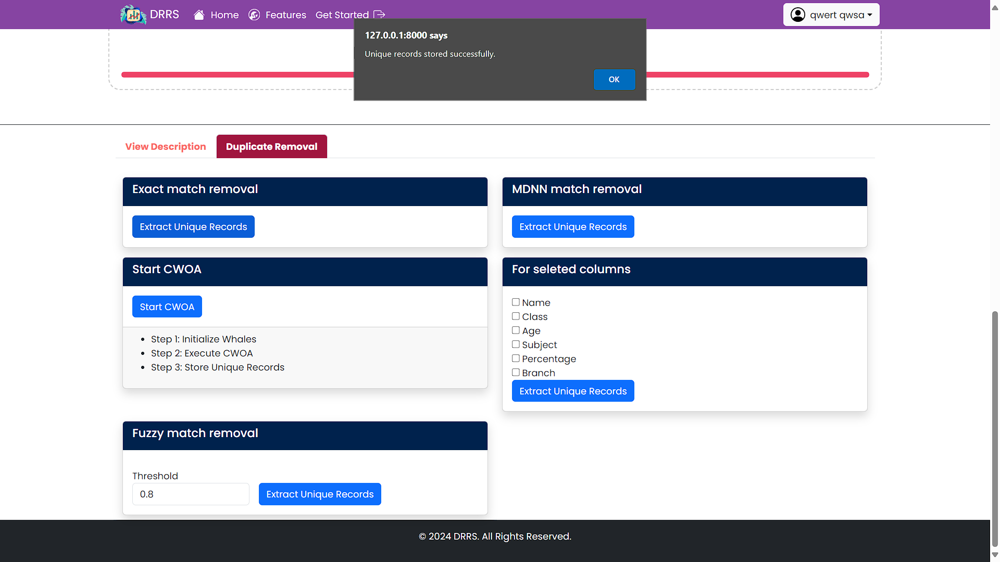 DRRS Home Features Get Started qwert qwsa
127.0.0.1:8000 says
Unique records stored successfully.
OK
View Description Duplicate Removal
Exact match removal
Extract Unique Records
MDNN match removal
Extract Unique Records
Start CWOA
Start CWOA
Step 1: Initialize Whales
Step 2: Execute CWOA
Step 3: Store Unique Records
For seleted columns
Name
Class
Age
Subject
Percentage
Branch
Extract Unique Records
Fuzzy match removal
Threshold
0.8 Extract Unique Records
© 2024 DRRS. All Rights Reserved.